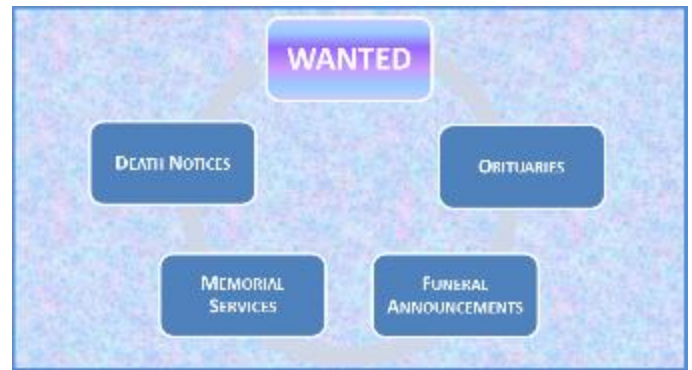 WANTED
DEATH NOTICES
OBITUARIES
MEMORIAL
SERVICES
FUNERAL
ANNOUNCEMENTS